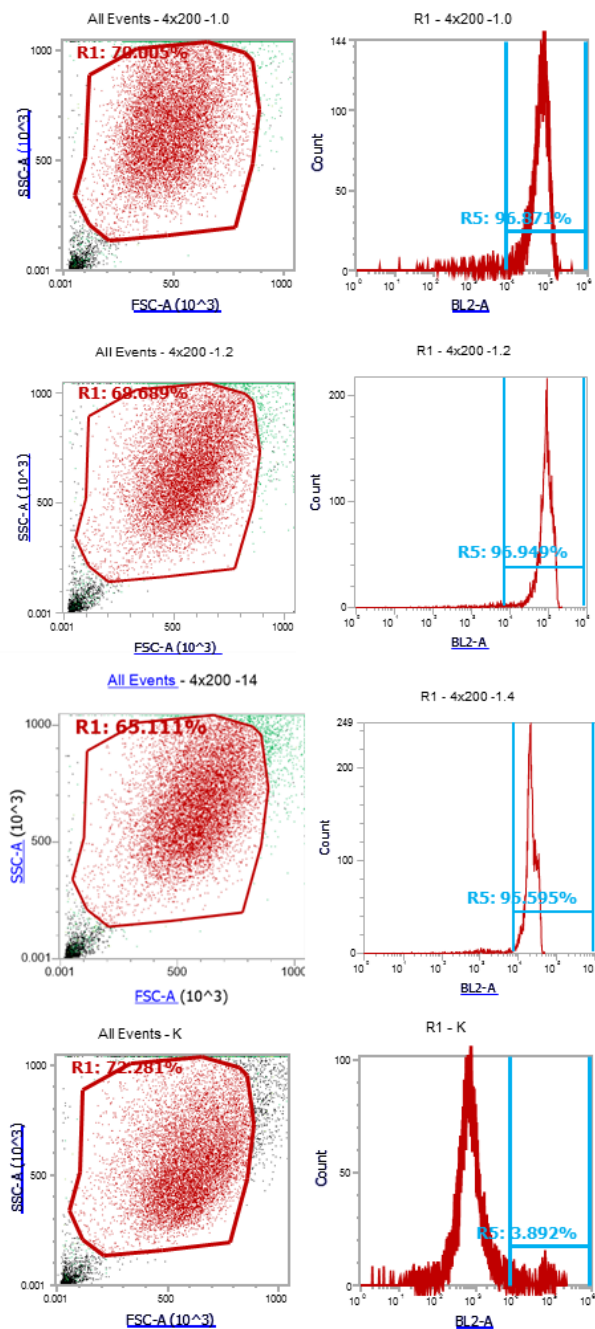 All Events - 4x200 -1.0
R1: 70.005%
1000
500
0.001
SSC-A (10^3)
0.001 500 1000
FSC-A (10^3)
R1 - 4x200 -1.0
144
100
50
0
Count
R5: 96.871%
BL2-A
All Events - 4x200 -1.2
R1: 69.689%
1000
500
0.001
SSC-A (10^3)
0.001 500 1000
FSC-A (10^3)
R1 - 4x200 -1.2
200
100
0
Count
R5: 96.949%
BL2-A
All Events - 4x200 -14
R1: 65.111%
1000
500
0.001
SSC-A (10^3)
0.001 500 1000
FSC-A (10^3)
R1 - 4x200 -1.4
249
200
100
0
Count
R5: 95.595%
BL2-A
All Events - K
R1: 72.281%
1000
500
0.001
SSC-A (10^3)
0.001 500 1000
FSC-A (10^3)
R1 - K
100
50
0
Count
R5: 3.892%
BL2-A